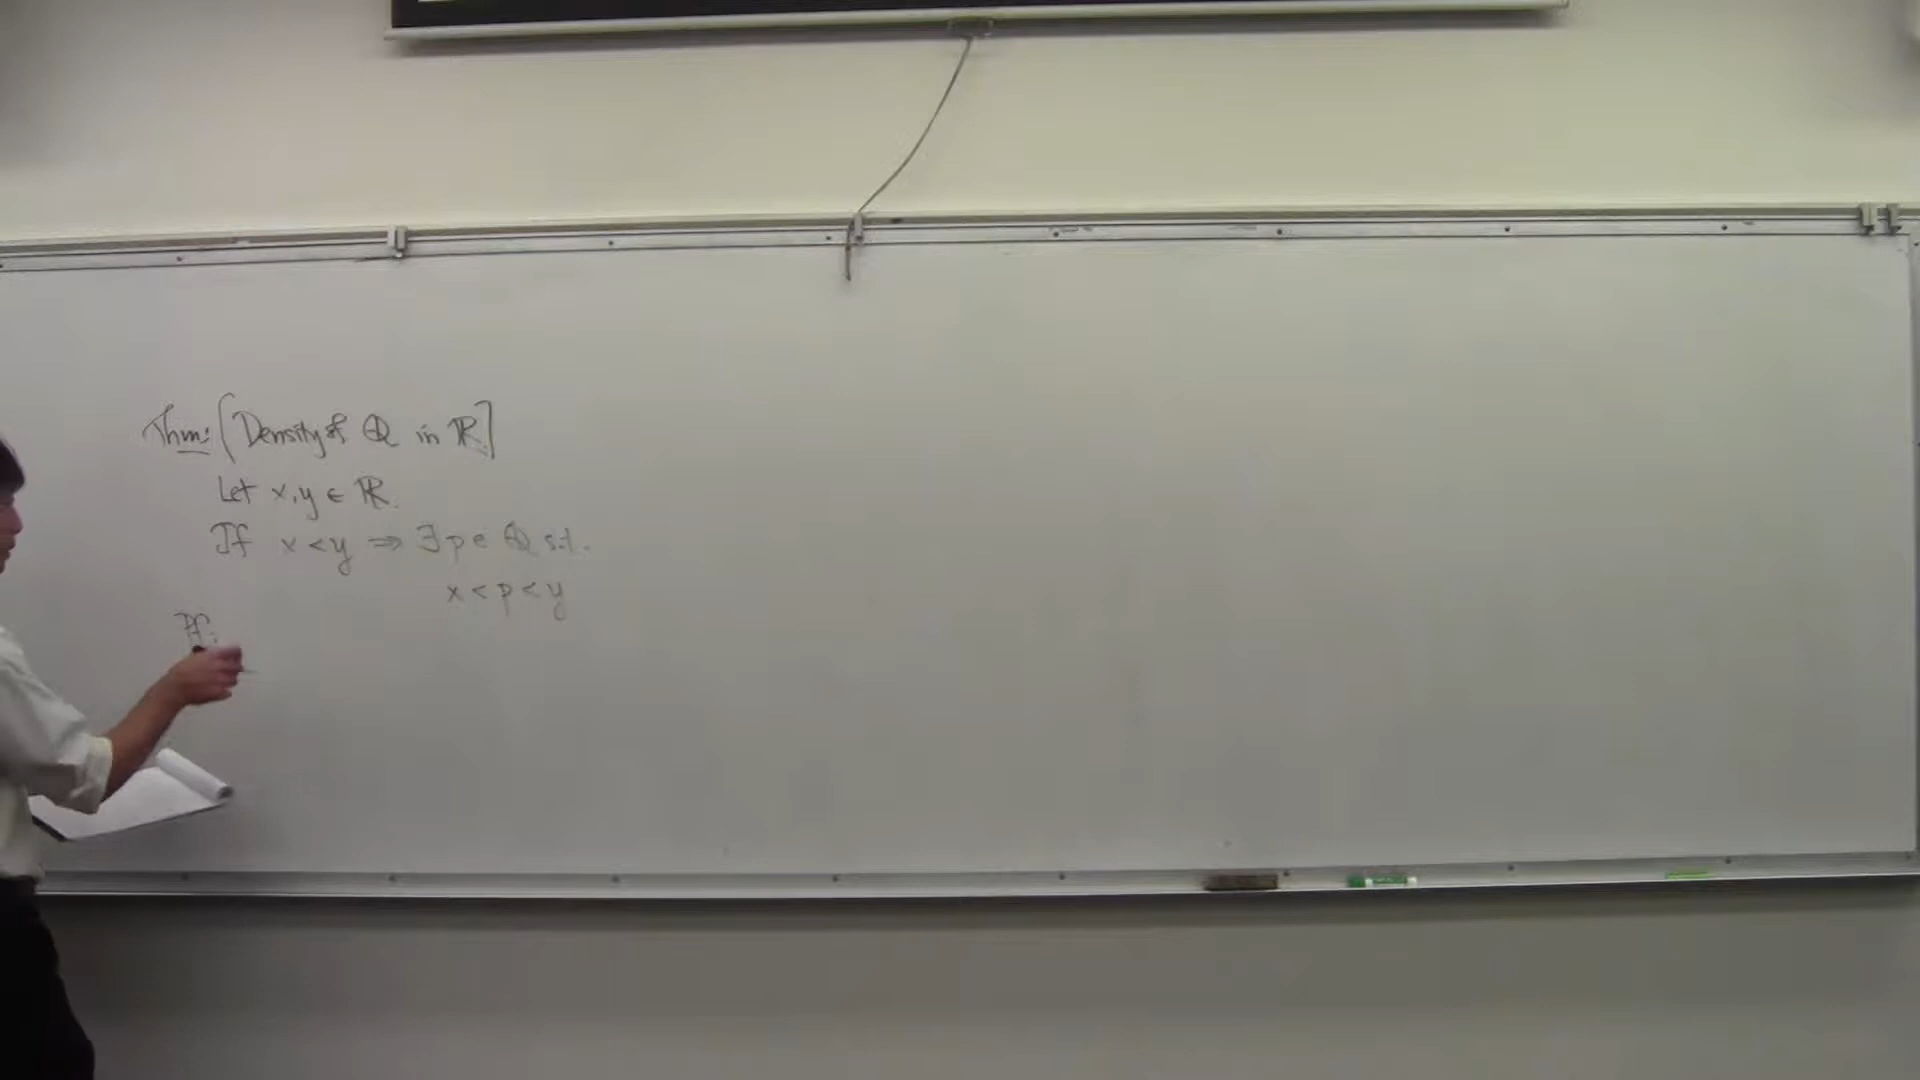 Thm: [Density of ℚ in ℝ]
Let x, y ∈ ℝ.
If x < y ⇒ ∃ p ∈ ℚ s.t.
x < p < y
Pf: